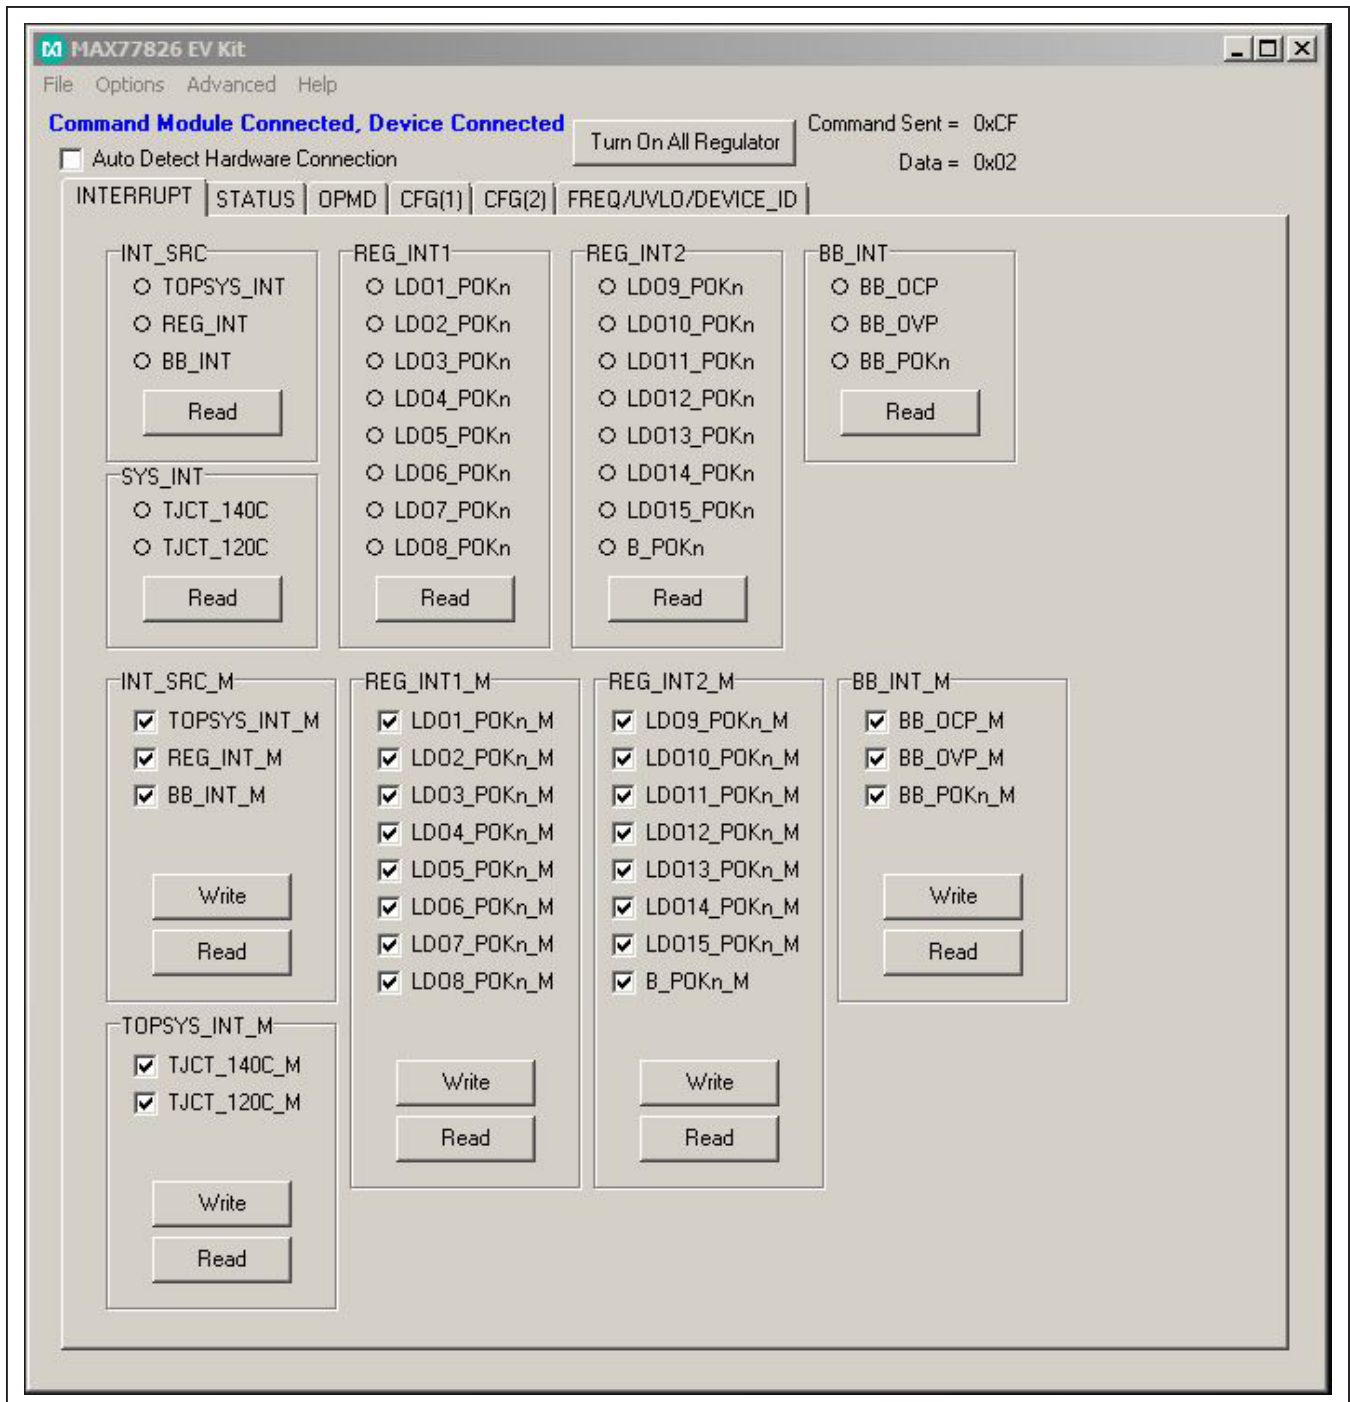 MAX77826 EV Kit
File Options Advanced Help
Command Module Connected, Device Connected
Turn On All Regulator
Command Sent = 0xCF
Auto Detect Hardware Connection
Data = 0x02
INTERRUPT STATUS OPMD CFG(1) CFG(2) FREQ/UVLO/DEVICE_ID
INT_SRC
TOPSYS_INT
REG_INT
BB_INT
Read
SYS_INT
TJCT_140C
TJCT_120C
Read
REG_INT1
LDO1_POKn
LDO2_POKn
LDO3_POKn
LDO4_POKn
LDO5_POKn
LDO6_POKn
LDO7_POKn
LDO8_POKn
Read
REG_INT2
LDO9_POKn
LDO10_POKn
LDO11_POKn
LDO12_POKn
LDO13_POKn
LDO14_POKn
LDO15_POKn
B_POKn
Read
BB_INT
BB_OCP
BB_OVP
BB_POKn
Read
INT_SRC_M
TOPSYS_INT_M
REG_INT_M
BB_INT_M
Write
Read
TOPSYS_INT_M
TJCT_140C_M
TJCT_120C_M
Write
Read
REG_INT1_M
LDO1_POKn_M
LDO2_POKn_M
LDO3_POKn_M
LDO4_POKn_M
LDO5_POKn_M
LDO6_POKn_M
LDO7_POKn_M
LDO8_POKn_M
Write
Read
REG_INT2_M
LDO9_POKn_M
LDO10_POKn_M
LDO11_POKn_M
LDO12_POKn_M
LDO13_POKn_M
LDO14_POKn_M
LDO15_POKn_M
B_POKn_M
Write
Read
BB_INT_M
BB_OCP_M
BB_OVP_M
BB_POKn_M
Write
Read